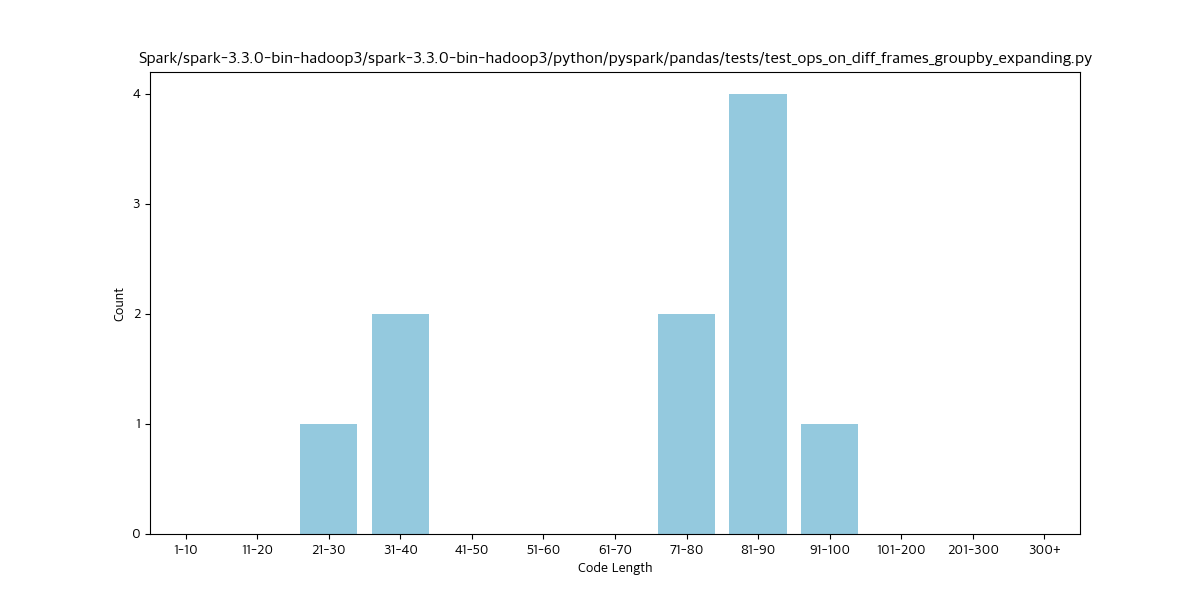 Spark/spark-3.3.0-bin-hadoop3/spark-3.3.0-bin-hadoop3/python/pyspark/pandas/tests/test_ops_on_diff_frames_groupby_expanding.py
4
3
2
1
0
Count
1-10 11-20 21-30 31-40 41-50 51-60 61-70 71-80 81-90 91-100 101-200 201-300 300+
Code Length